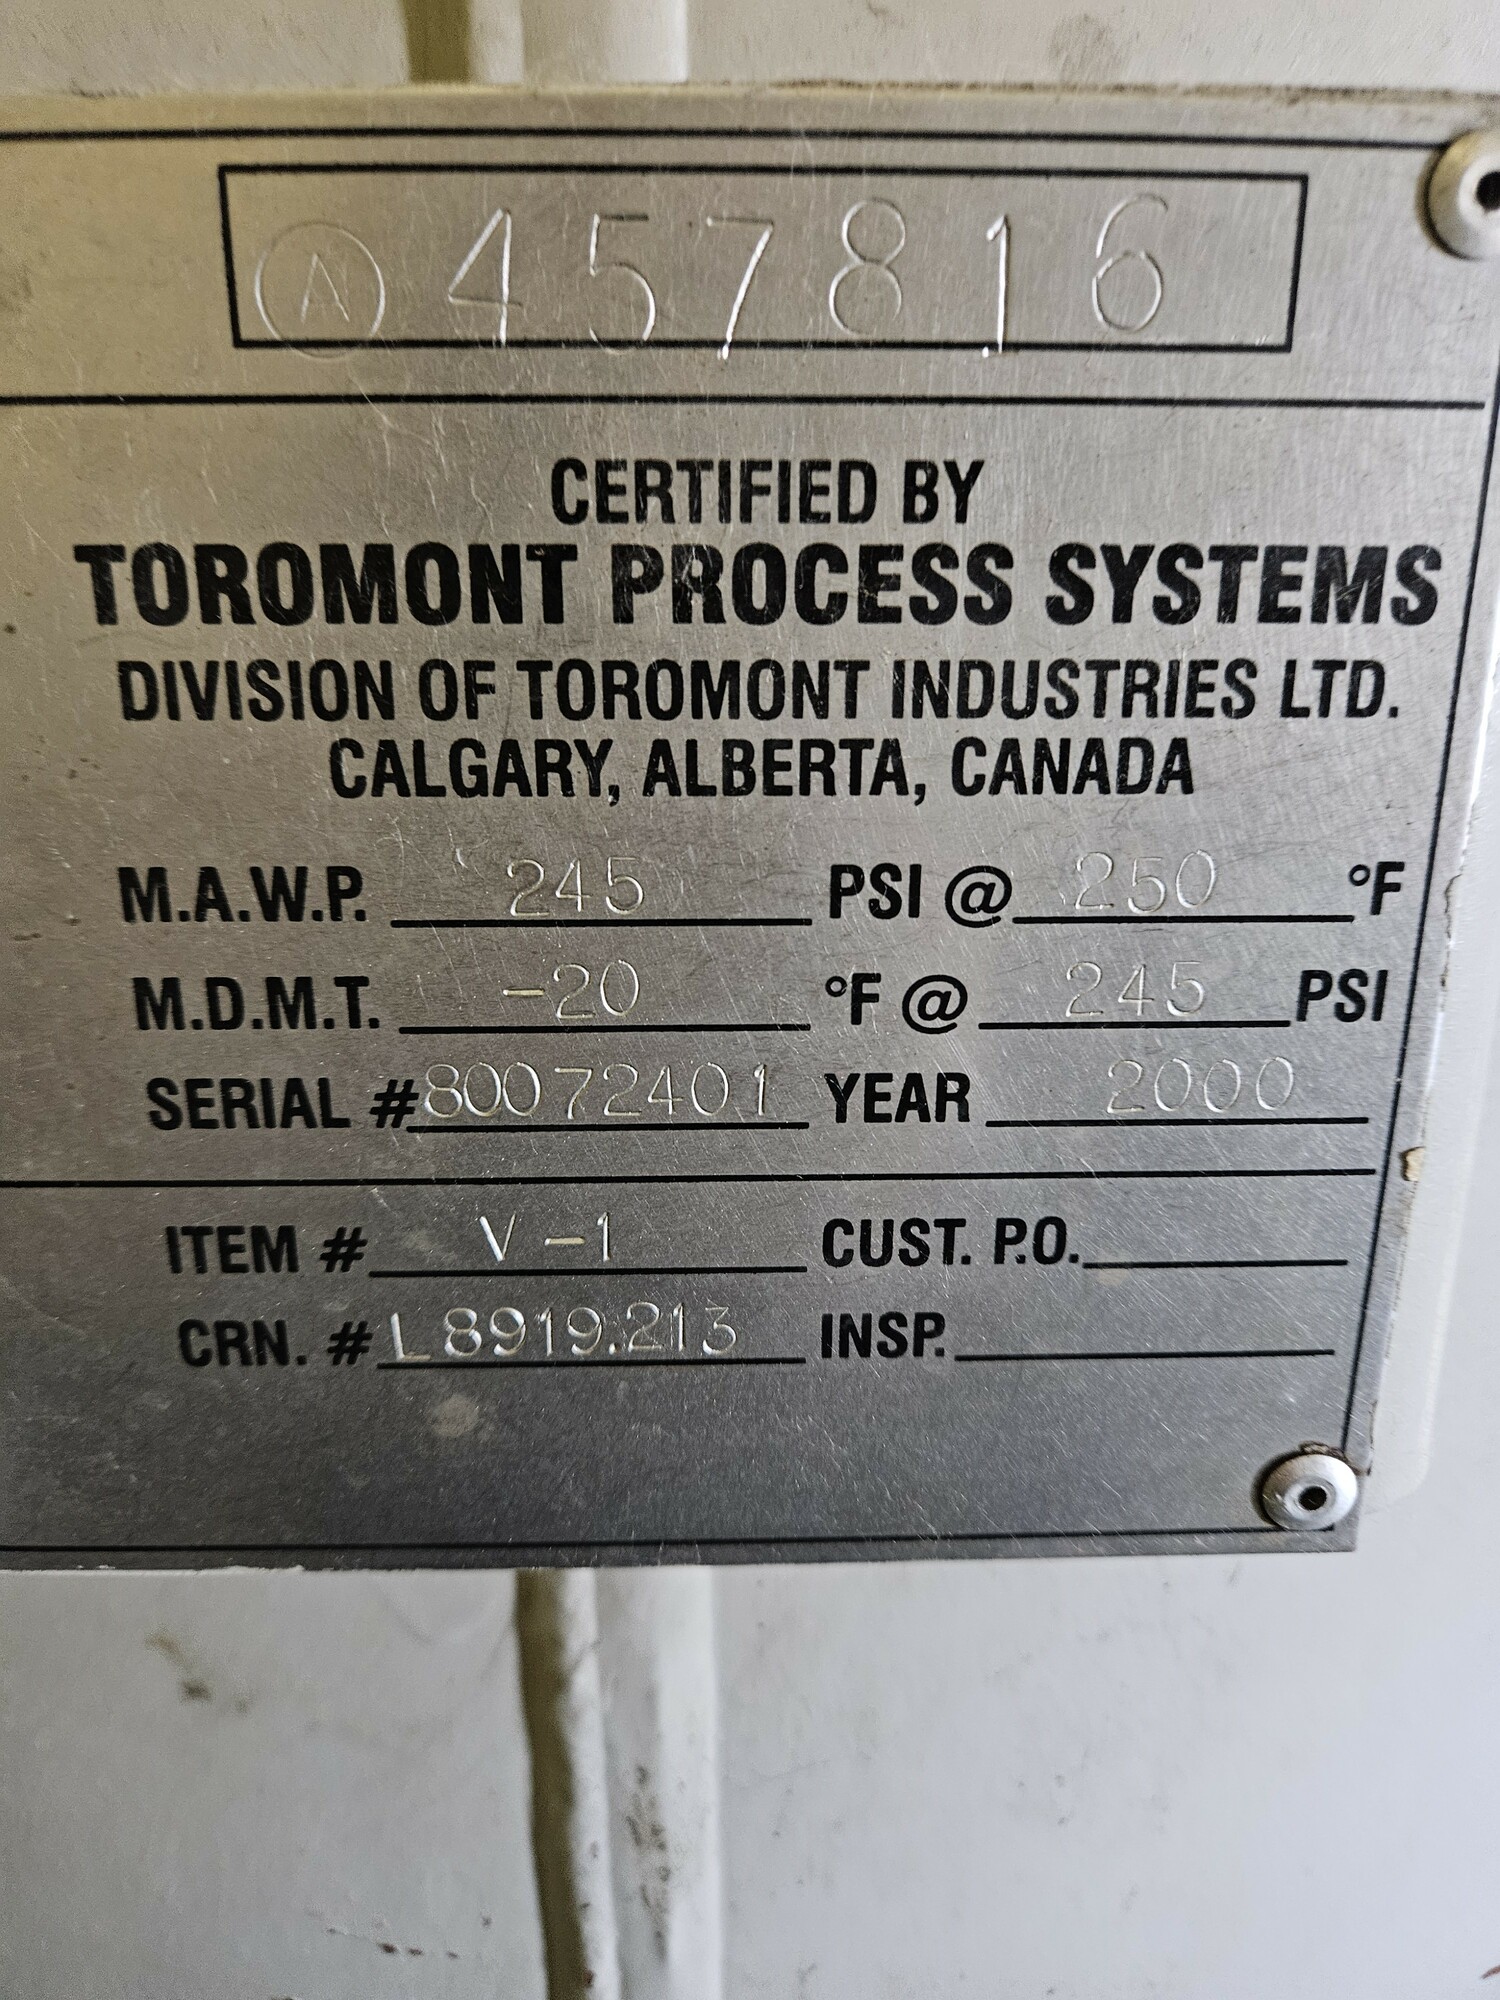 Ⓐ 457816
CERTIFIED BY
TOROMONT PROCESS SYSTEMS
DIVISION OF TOROMONT INDUSTRIES LTD.
CALGARY, ALBERTA, CANADA
M.A.W.P. 245 PSI @ 250 °F
M.D.M.T. -20 °F @ 245 PSI
SERIAL # 80072401 YEAR 2000
ITEM # V-1 CUST. P.O.
CRN. # L8919.213 INSP.